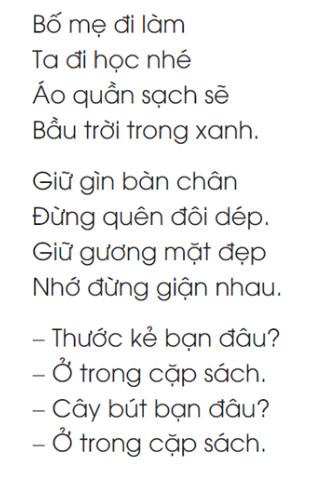 Bố mẹ đi làm
Ta đi học nhé
Áo quần sạch sẽ
Bầu trời trong xanh.
Giữ gìn bàn chân
Đừng quên đôi dép.
Giữ gương mặt đẹp
Nhớ đừng giận nhau.
– Thước kẻ bạn đâu?
– Ở trong cặp sách.
– Cây bút bạn đâu?
– Ở trong cặp sách.